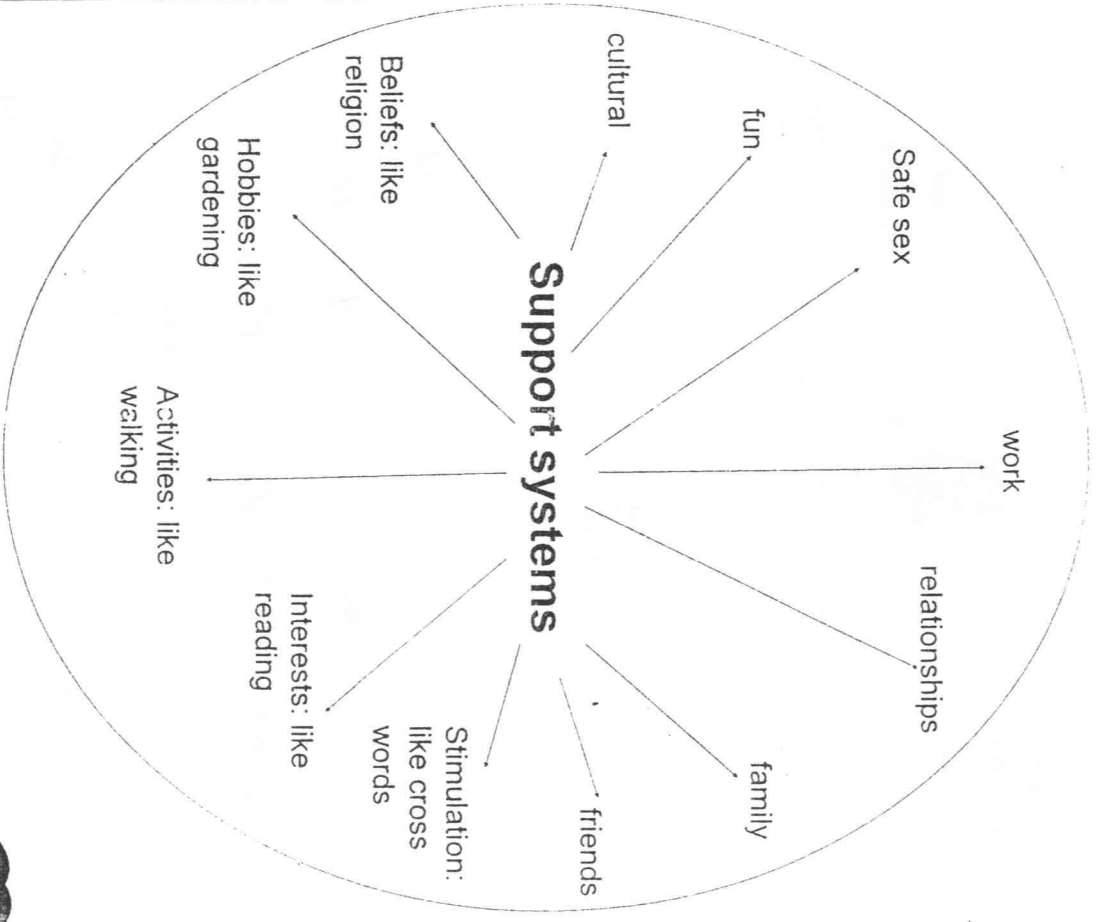 work
relationships
Safe sex
fun
family
cultural
friends
Support systems
Stimulation:
like cross
words
Beliefs: like
religion
Interests: like
reading
Hobbies: like
gardening
Activities: like
walking